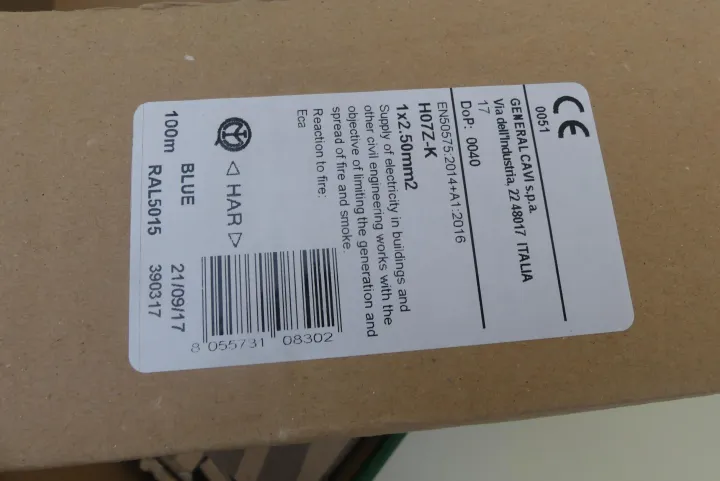 CE
0051
GENERAL CAVI s.p.a.
Via dell'Industria, 22 48017 ITALIA
17
DoP: 0040
EN50575:2014+A1:2016
H07Z-K
1x2.50mm2
Supply of electricity in buildings and
other civil engineering works with the
objective of limiting the generation and
spread of fire and smoke.
Reaction to fire:
Eca
◁ HAR ▷
8 055731 08302
BLUE 21/09/17
100m RAL5015 390317